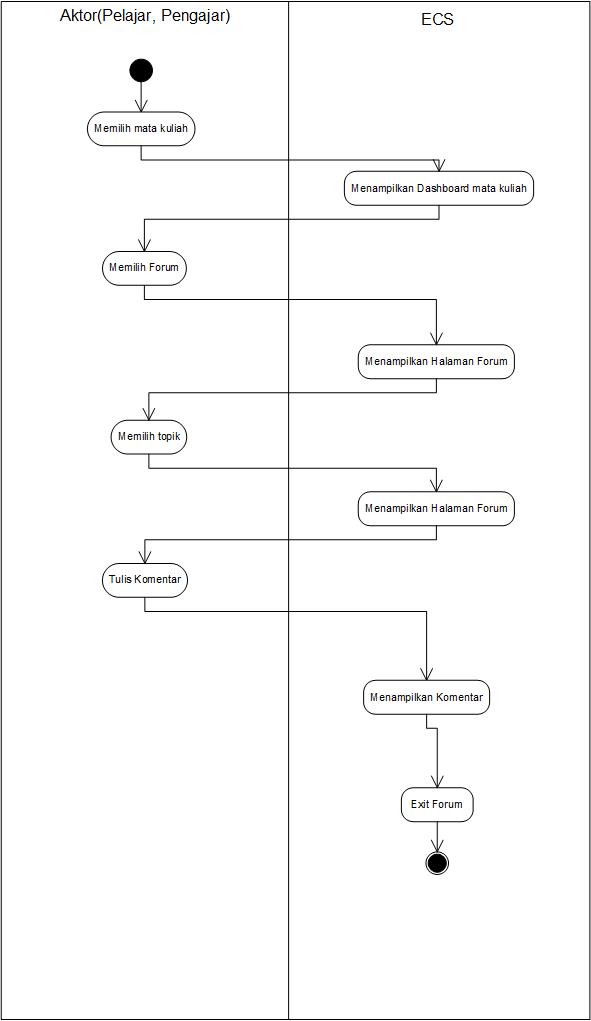 Aktor(Pelajar, Pengajar)
ECS
Memilih mata kuliah
Menampilkan Dashboard mata kuliah
Memilih Forum
Menampilkan Halaman Forum
Memilih topik
Menampilkan Halaman Forum
Tulis Komentar
Menampilkan Komentar
Exit Forum